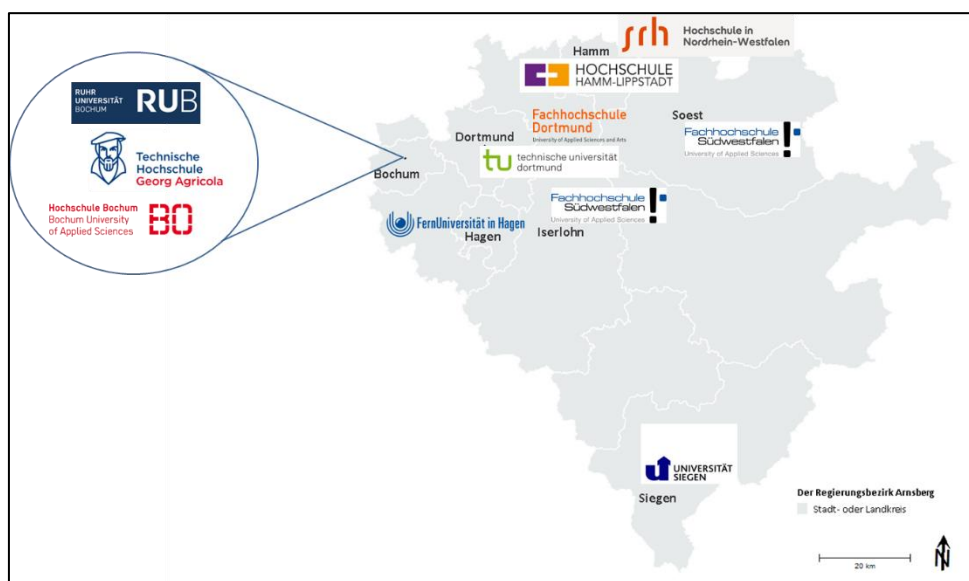 srh Hochschule in
Nordrhein-Westfalen
Hamm
HOCHSCHULE
HAMM-LIPPSTADT
RUHR
UNIVERSITÄT
BOCHUM
RUB
Technische
Hochschule
Georg Agricola
Hochschule Bochum
Bochum University
of Applied Sciences
BO
Bochum
Dortmund
Fachhochschule
Dortmund
University of Applied Sciences and Arts
tu technische universität
dortmund
Soest
Fachhochschule
Südwestfalen
University of Applied Sciences
Fachhochschule
Südwestfalen
University of Applied Sciences
FernUniversität in Hagen
Hagen
Iserlohn
UNIVERSITÄT
SIEGEN
Siegen
Der Regierungsbezirk Arnsberg
Stadt- oder Landkreis
20 km
N